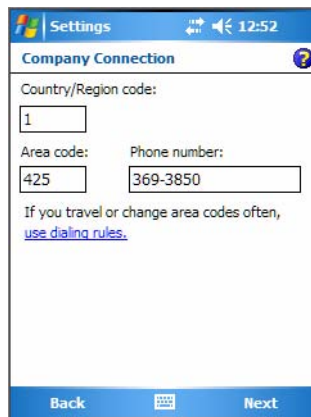 Settings 12:52
Company Connection
Country/Region code:
1
Area code: Phone number:
425 369-3850
If you travel or change area codes often,
use dialing rules.
Back Next